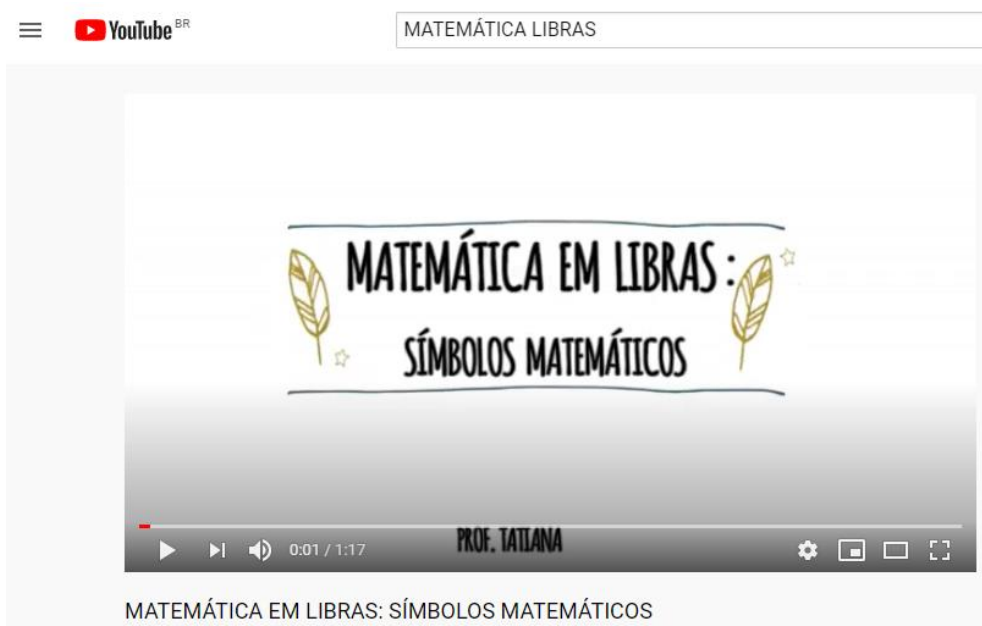 YouTube BR
MATEMÁTICA LIBRAS
MATEMÁTICA EM LIBRAS :
SÍMBOLOS MATEMÁTICOS
PROF. TATIANA
0:01 / 1:17
MATEMÁTICA EM LIBRAS: SÍMBOLOS MATEMÁTICOS